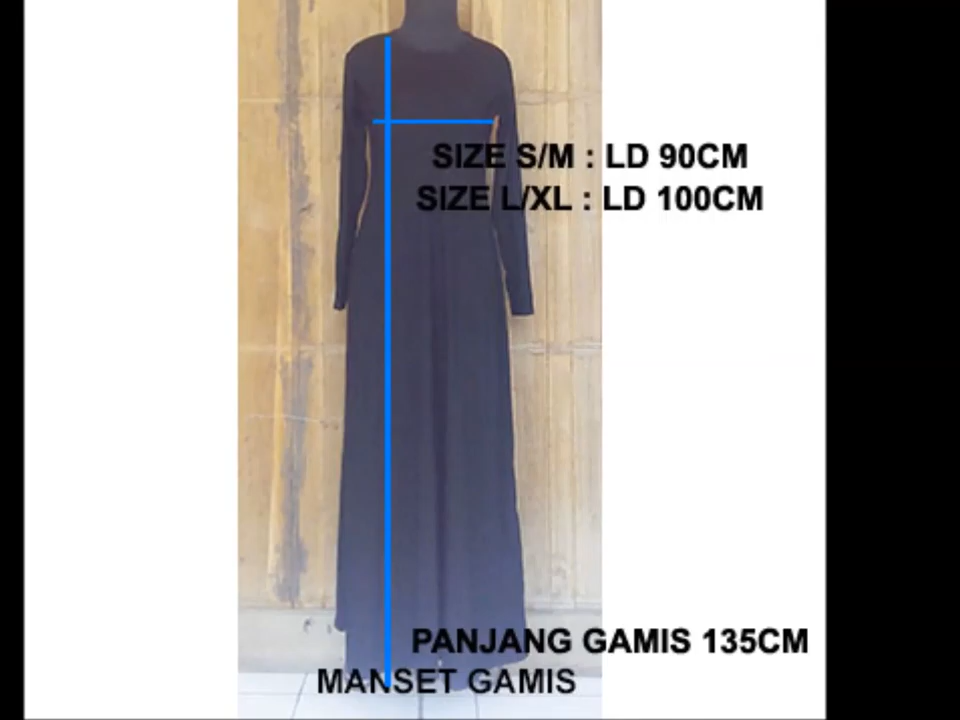 SIZE S/M : LD 90CM
SIZE L/XL : LD 100CM
PANJANG GAMIS 135CM
MANSET GAMIS